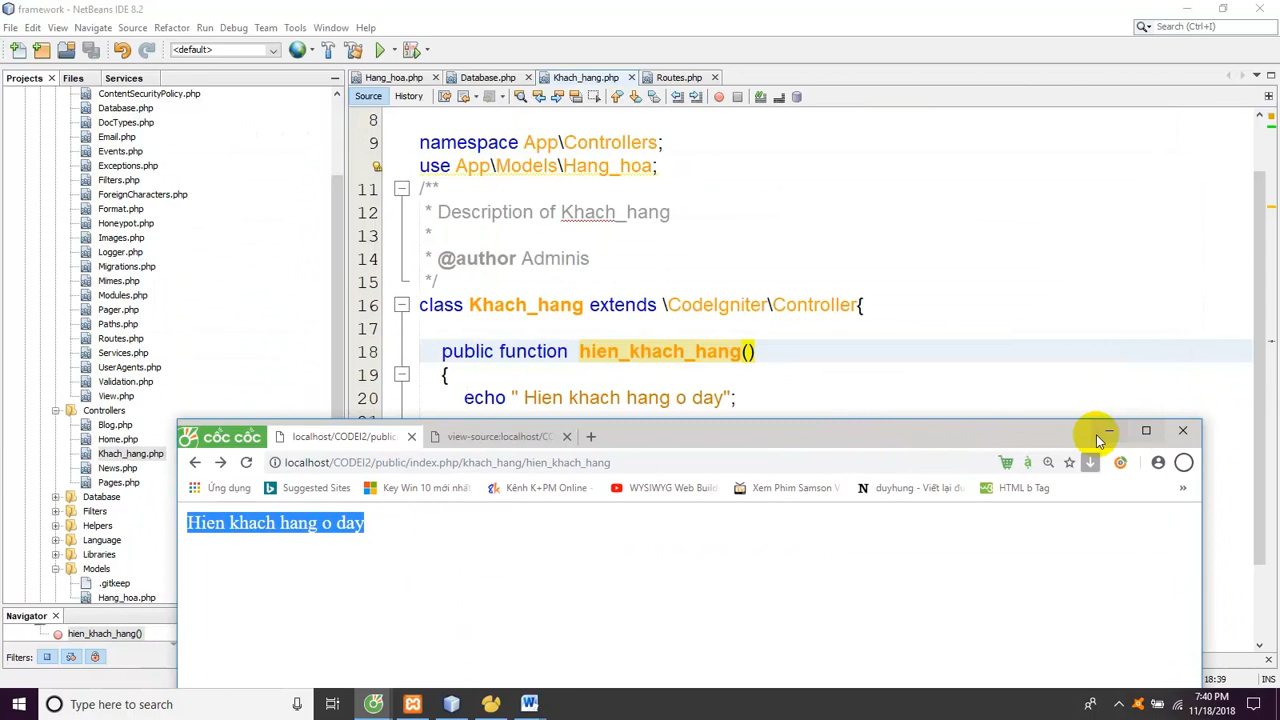 framework - NetBeans IDE 8.2
File Edit View Navigate Source Refactor Run Debug Team Tools Window Help
Search (Ctrl+I)
<default>
Projects Files Services
Hang_hoa.php Database.php Khach_hang.php Routes.php
Source History
ContentSecurityPolicy.php
Database.php
DocTypes.php
Email.php
Events.php
Exceptions.php
Filters.php
ForeignCharacters.php
Format.php
Honeypot.php
Images.php
Logger.php
Migrations.php
Mimes.php
Modules.php
Pager.php
Paths.php
Routes.php
Services.php
UserAgents.php
Validation.php
View.php
Controllers
Blog.php
Home.php
Khach_hang.php
News.php
Pages.php
Database
Filters
Helpers
Language
Libraries
Models
.gitkeep
Hang_hoa.php
Navigator
hien_khach_hang()
Filters:
8
9 namespace App\Controllers;
use App\Models\Hang_hoa;
11 /**
12 * Description of Khach_hang
13 *
14 * @author Adminis
15 */
16 class Khach_hang extends \CodeIgniter\Controller{
17
18 public function hien_khach_hang()
19 {
20 echo " Hien khach hang o day";
cốc cốc localhost/CODEI2/public. view-source:localhost/CO
localhost/CODEI2/public/index.php/khach_hang/hien_khach_hang
à
Ứng dụng Suggested Sites Key Win 10 mới nhất Kênh K+PM Online - WYSIWYG Web Build Xem Phim Samson V duyhung - Viết lại đu HTML b Tag »
Hien khach hang o day
18:39 INS
Type here to search
7:40 PM
11/18/2018